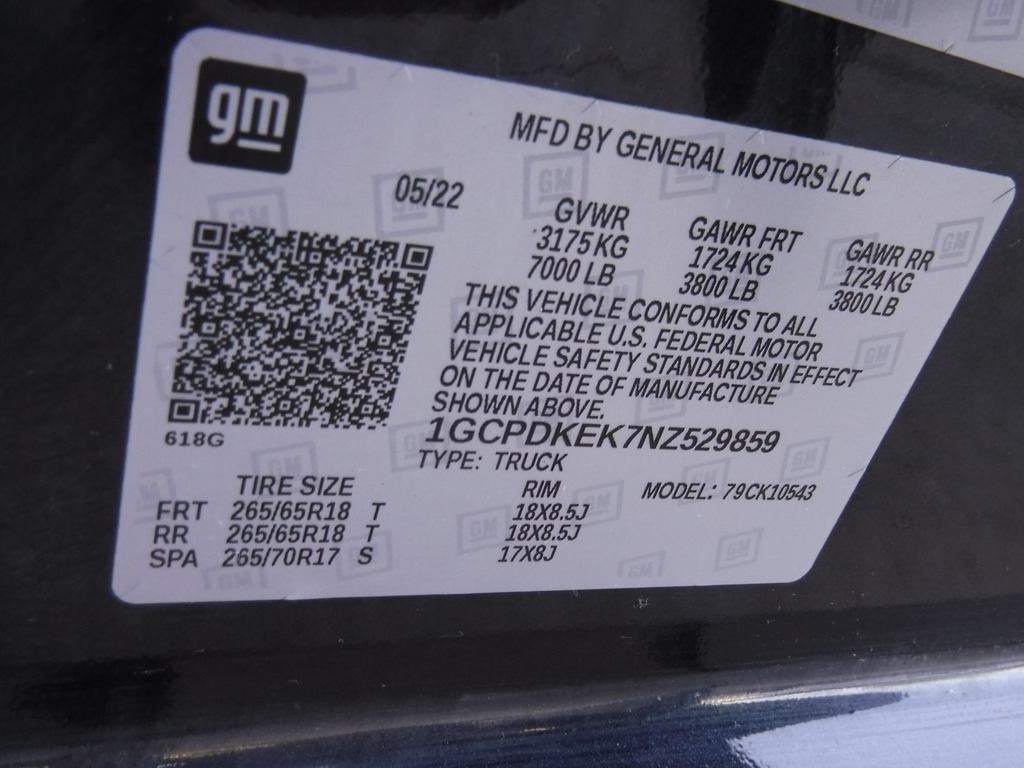 gm
MFD BY GENERAL MOTORS LLC
05/22
GVWR GAWR FRT GAWR RR
3175 KG 1724 KG 1724 KG
7000 LB 3800 LB 3800 LB
THIS VEHICLE CONFORMS TO ALL
APPLICABLE U.S. FEDERAL MOTOR
VEHICLE SAFETY STANDARDS IN EFFECT
ON THE DATE OF MANUFACTURE
SHOWN ABOVE.
618G
1GCPDKEK7NZ529859
TYPE: TRUCK
TIRE SIZE RIM MODEL: 79CK10543
FRT 265/65R18 T 18X8.5J
RR 265/65R18 T 18X8.5J
SPA 265/70R17 S 17X8J